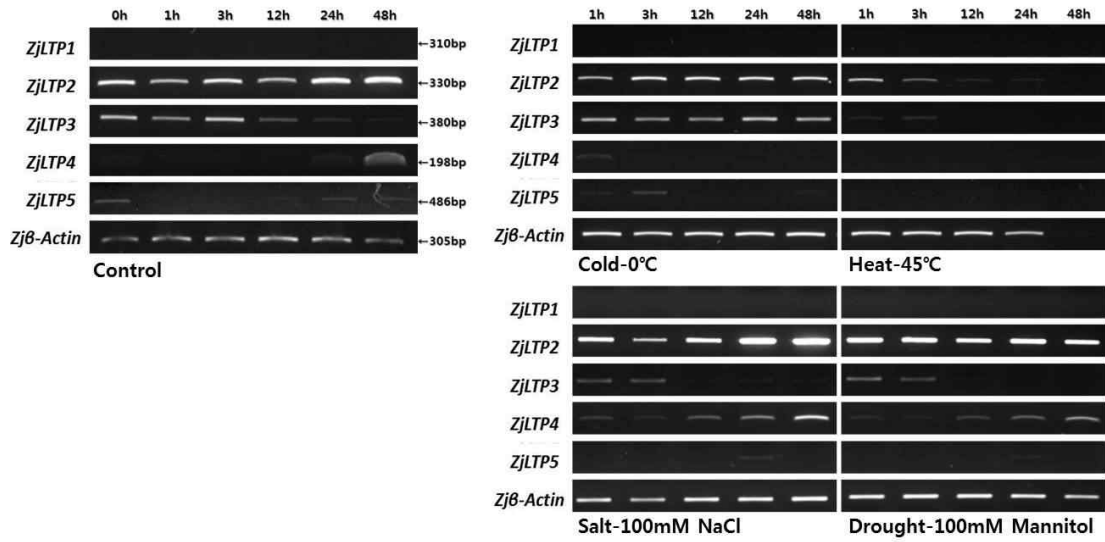 0h 1h 3h 12h 24h 48h
ZjLTP1 ←310bp
ZjLTP2 ←330bp
ZjLTP3 ←380bp
ZjLTP4 ←198bp
ZjLTP5 ←486bp
Zjβ-Actin ←305bp
Control
1h 3h 12h 24h 48h 1h 3h 12h 24h 48h
ZjLTP1
ZjLTP2
ZjLTP3
ZjLTP4
ZjLTP5
Zjβ-Actin
Cold-0℃ Heat-45℃
ZjLTP1
ZjLTP2
ZjLTP3
ZjLTP4
ZjLTP5
Zjβ-Actin
Salt-100mM NaCl Drought-100mM Mannitol